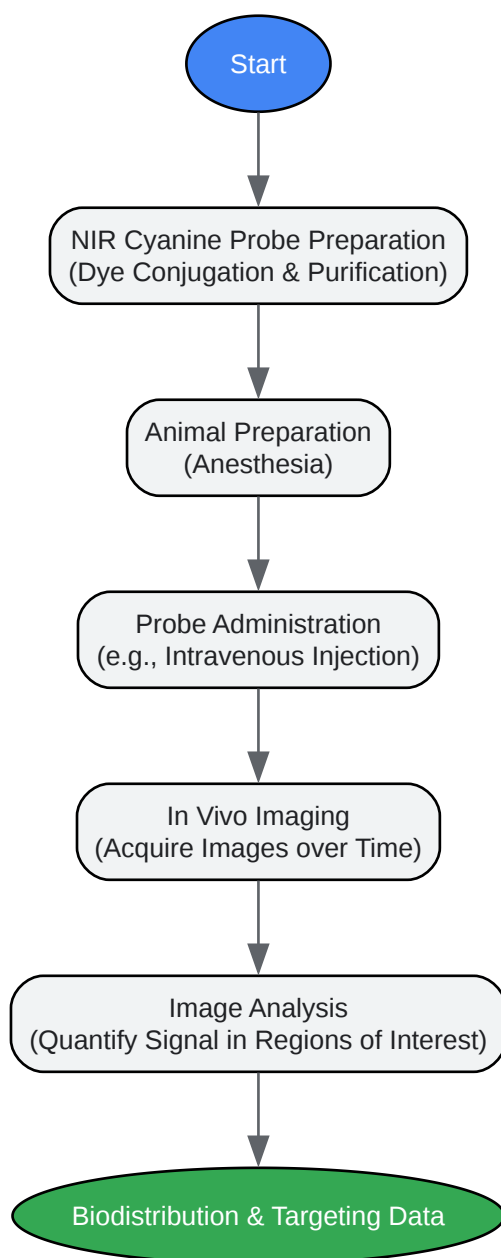 Start
NIR Cyanine Probe Preparation
(Dye Conjugation & Purification)
Animal Preparation
(Anesthesia)
Probe Administration
(e.g., Intravenous Injection)
In Vivo Imaging
(Acquire Images over Time)
Image Analysis
(Quantify Signal in Regions of Interest)
Biodistribution & Targeting Data